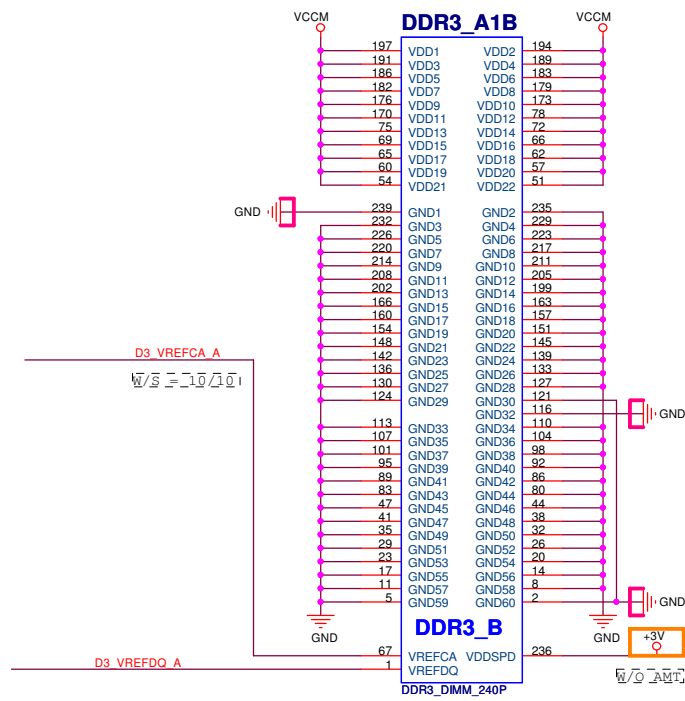 VCCM DDR3_A1B VCCM
197 VDD1 VDD2 194
191 VDD3 VDD4 189
186 VDD5 VDD6 183
182 VDD7 VDD8 179
176 VDD9 VDD10 173
170 VDD11 VDD12 78
75 VDD13 VDD14 72
69 VDD15 VDD16 66
65 VDD17 VDD18 62
60 VDD19 VDD20 57
54 VDD21 VDD22 51
GND 239 GND1 GND2 235
232 GND3 GND4 229
226 GND5 GND6 223
220 GND7 GND8 217
214 GND9 GND10 211
208 GND11 GND12 205
202 GND13 GND14 199
166 GND15 GND16 163
160 GND17 GND18 157
154 GND19 GND20 151
148 GND21 GND22 145
D3_VREFCA_A
142 GND23 GND24 139
136 GND25 GND26 133
W/S = 10/10
130 GND27 GND28 127
124 GND29 GND30 121
GND32 116 GND
113 GND33 GND34 110
107 GND35 GND36 104
101 GND37 GND38 98
95 GND39 GND40 92
89 GND41 GND42 86
83 GND43 GND44 80
47 GND45 GND46 44
41 GND47 GND48 38
35 GND49 GND50 32
29 GND51 GND52 26
23 GND53 GND54 20
17 GND55 GND56 14
11 GND57 GND58 8
5 GND59 GND60 2 GND
DDR3_B
GND GND +3V
67 VREFCA VDDSPD 236
D3_VREFDQ_A 1 VREFDQ
W/O AMT
DDR3_DIMM_240P